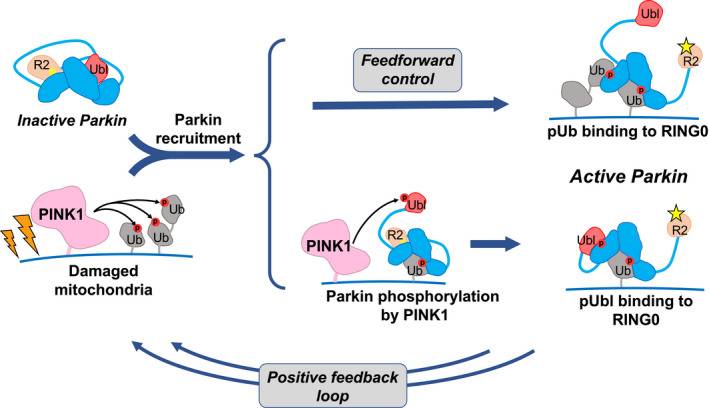 R2
Ubl
Inactive Parkin
Parkin
recruitment
PINK1
P
P
P
Ub
Ub
Ub
Damaged
mitochondria
Feedforward
control
Ubl
R2
Ub
P
P
Ub
pUb binding to RING0
Active Parkin
P
Ubl
PINK1
R2
P
Ub
Parkin phosphorylation
by PINK1
R2
Ubl
P
P
Ub
pUbl binding to
RING0
Positive feedback
loop